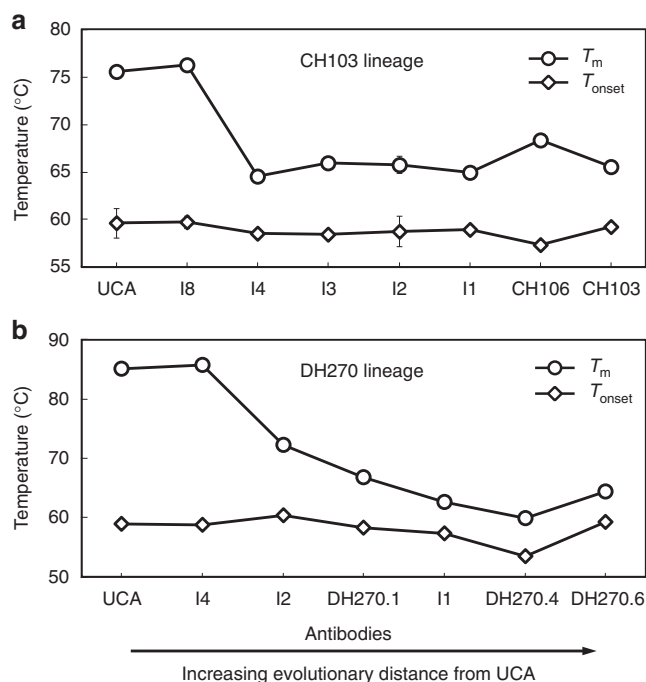 a
80
75
70
65
60
55
Temperature (°C)
CH103 lineage
Tm
Tonset
UCA I8 I4 I3 I2 I1 CH106 CH103
b
90
80
70
60
50
Temperature (°C)
DH270 lineage
Tm
Tonset
UCA I4 I2 DH270.1 I1 DH270.4 DH270.6
Antibodies
Increasing evolutionary distance from UCA